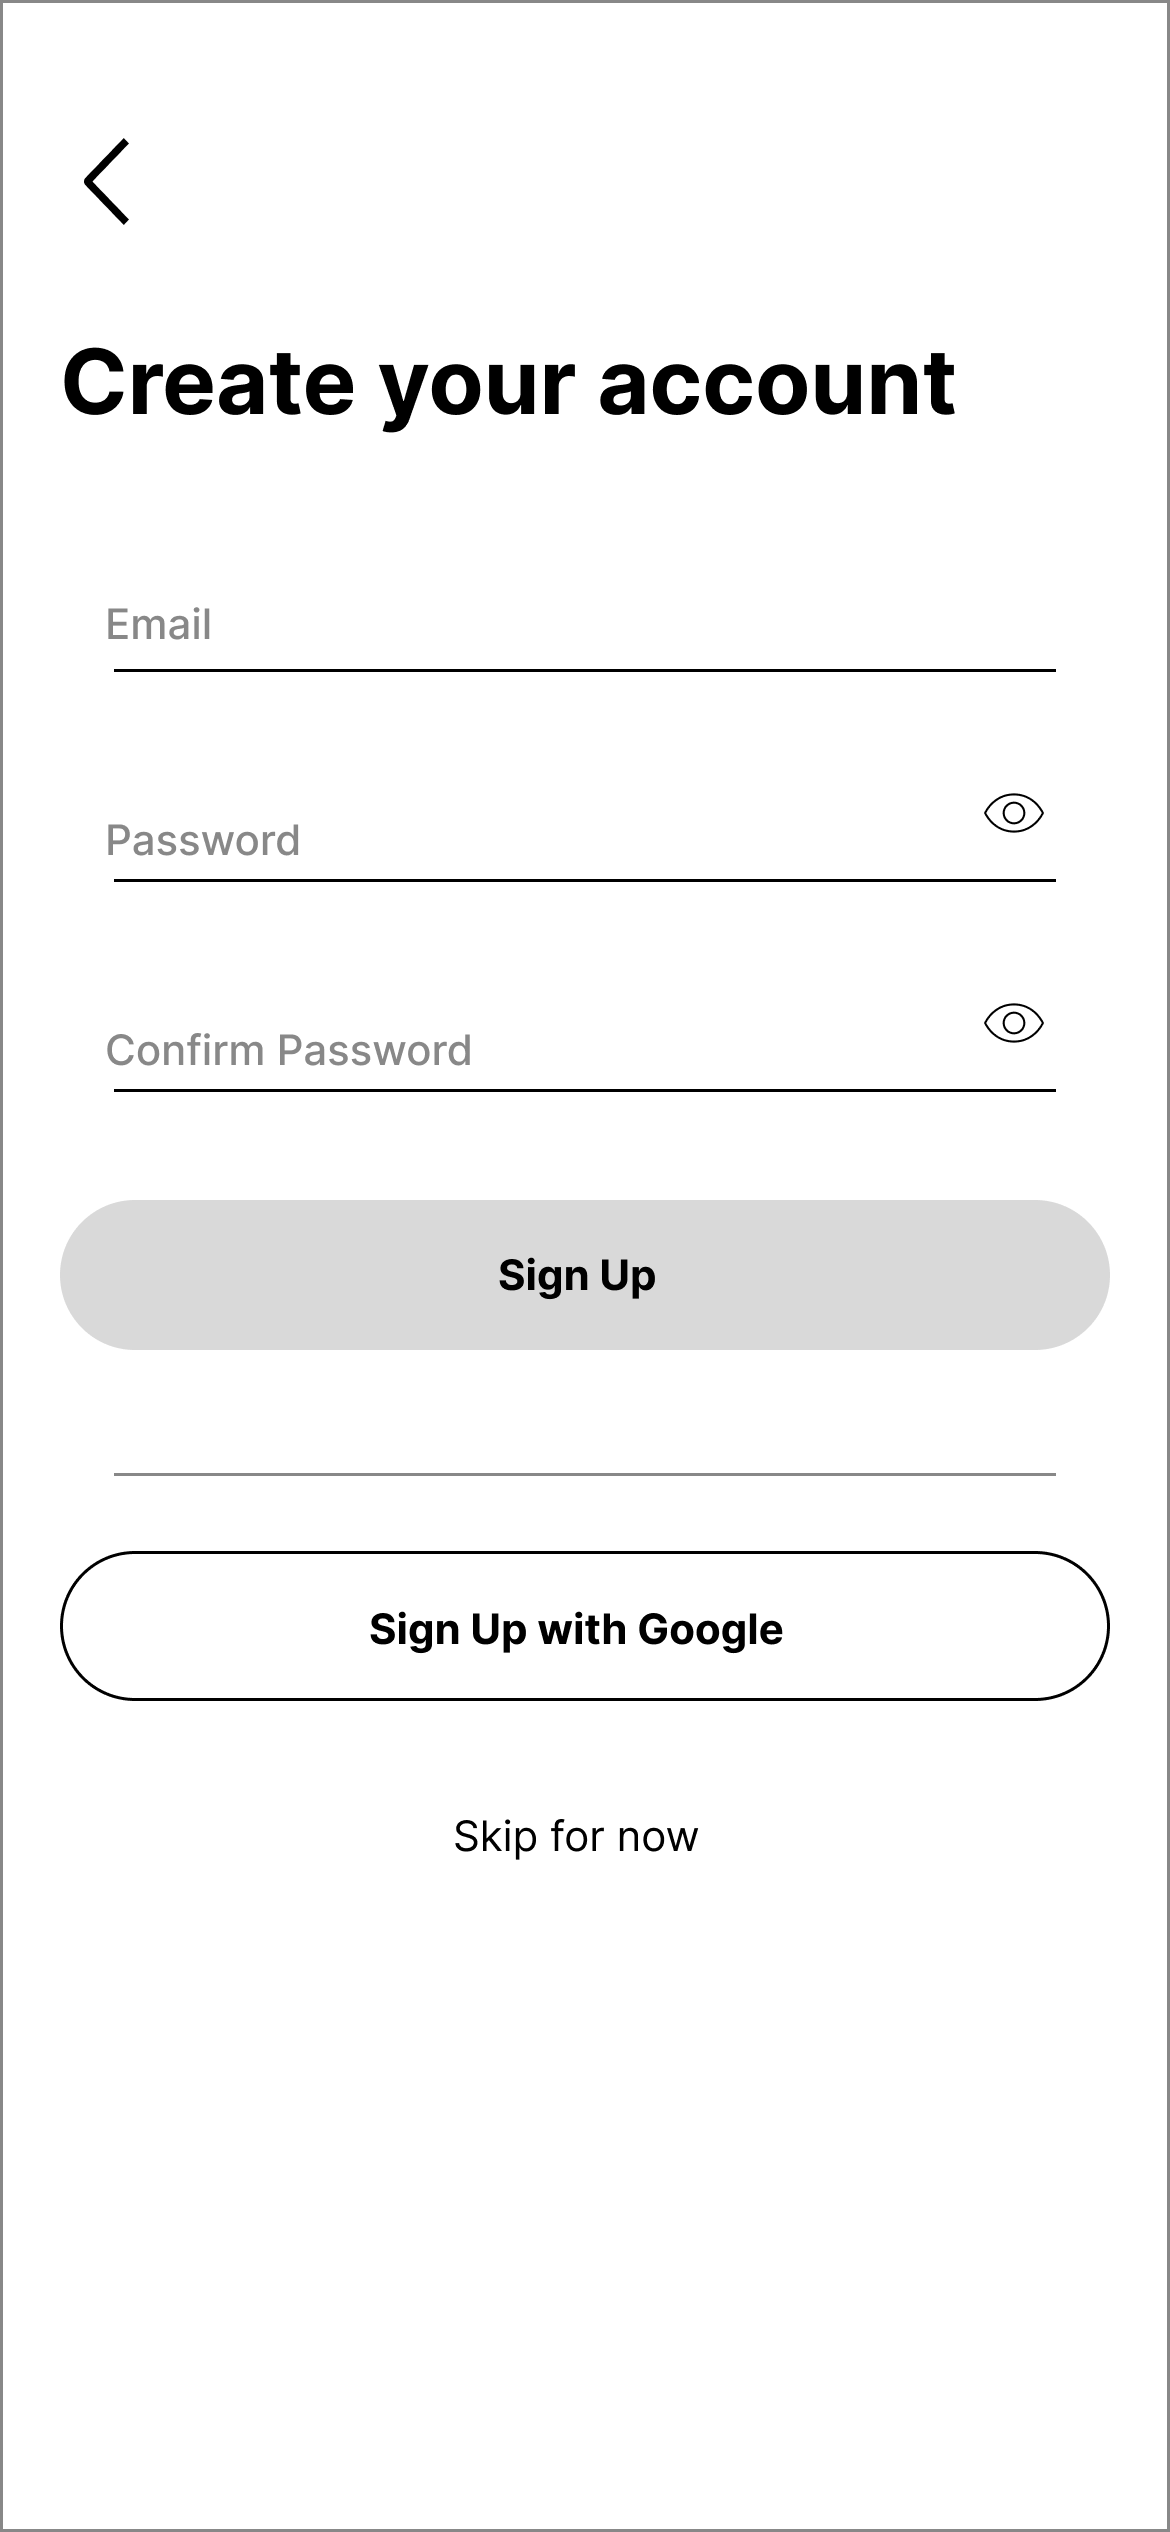 Create your account
Email
Password
Confirm Password
Sign Up
Sign Up with Google
Skip for now